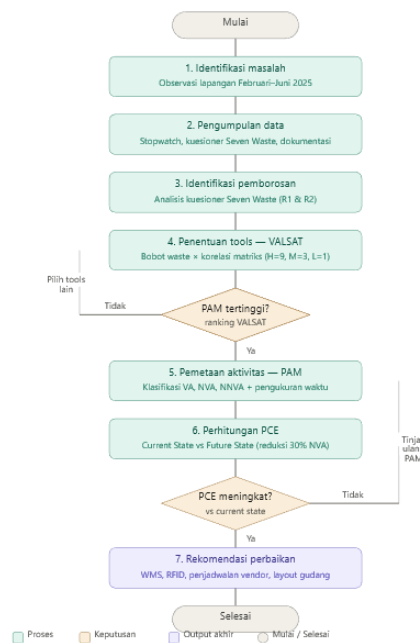 Mulai
1. Identifikasi masalah
Observasi lapangan Februari–Juni 2025
2. Pengumpulan data
Stopwatch, kuesioner Seven Waste, dokumentasi
3. Identifikasi pemborosan
Analisis kuesioner Seven Waste (R1 & R2)
4. Penentuan tools — VALSAT
Bobot waste × korelasi matriks (H=9, M=3, L=1)
Pilih tools
lain
Tidak
PAM tertinggi?
ranking VALSAT
Ya
5. Pemetaan aktivitas — PAM
Klasifikasi VA, NVA, NNVA + pengukuran waktu
6. Perhitungan PCE
Current State vs Future State (reduksi 30% NVA)
Tinja
ulan
PAM
PCE meningkat?
vs current state
Tidak
Ya
7. Rekomendasi perbaikan
WMS, RFID, penjadwalan vendor, layout gudang
Selesai
Proses
Keputusan
Output akhir
Mulai / Selesai